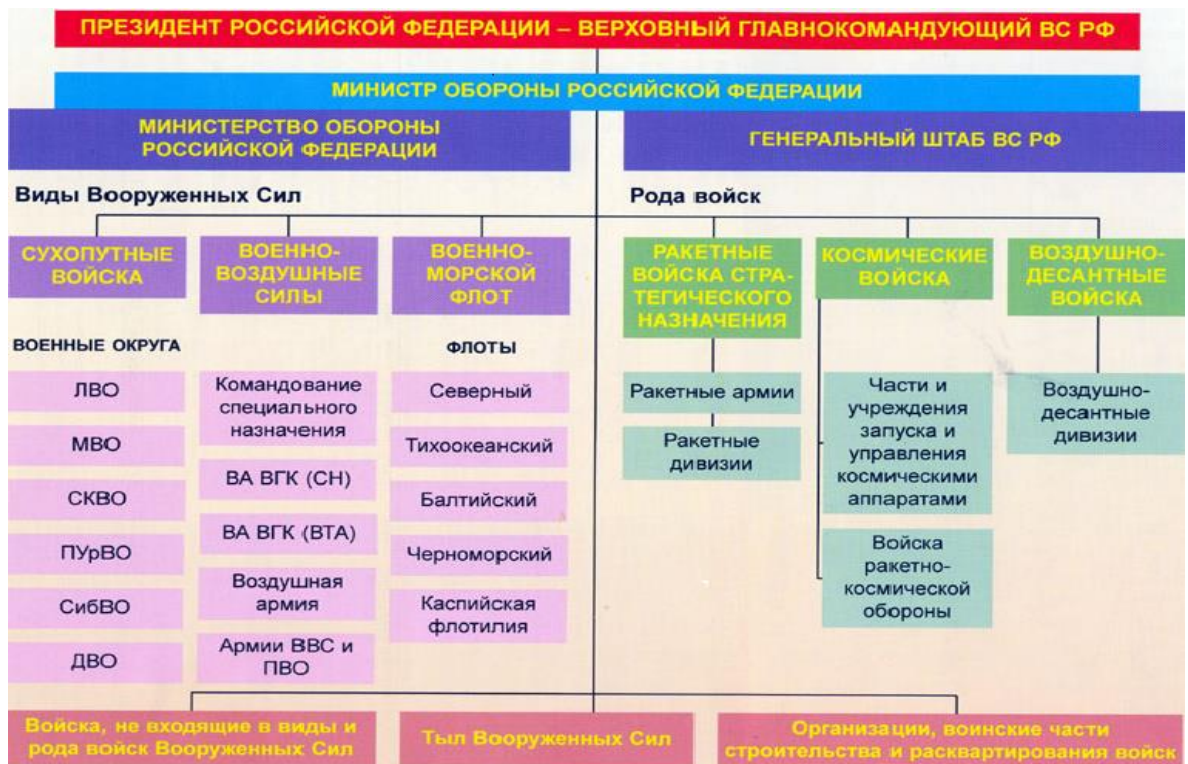 ПРЕЗИДЕНТ РОССИЙСКОЙ ФЕДЕРАЦИИ – ВЕРХОВНЫЙ ГЛАВНОКОМАНДУЮЩИЙ ВС РФ
МИНИСТР ОБОРОНЫ РОССИЙСКОЙ ФЕДЕРАЦИИ
МИНИСТЕРСТВО ОБОРОНЫ
РОССИЙСКОЙ ФЕДЕРАЦИИ
ГЕНЕРАЛЬНЫЙ ШТАБ ВС РФ
Виды Вооруженных Сил
Рода войск
СУХОПУТНЫЕ
ВОЙСКА
ВОЕННО-
ВОЗДУШНЫЕ
СИЛЫ
ВОЕННО-
МОРСКОЙ
ФЛОТ
РАКЕТНЫЕ
ВОЙСКА СТРА-
ТЕГИЧЕСКОГО
НАЗНАЧЕНИЯ
КОСМИЧЕСКИЕ
ВОЙСКА
ВОЗДУШНО-
ДЕСАНТНЫЕ
ВОЙСКА
ВОЕННЫЕ ОКРУГА
ЛВО
МВО
СКВО
ПУрВО
СибВО
ДВО
Командование
специального
назначения
ВА ВГК (СН)
ВА ВГК (ВТА)
Воздушная
армия
Армии ВВС и
ПВО
ФЛОТЫ
Северный
Тихоокеанский
Балтийский
Черноморский
Каспийская
флотилия
Ракетные армии
Ракетные
дивизии
Части и
учреждения
запуска и
управления
космическими
аппаратами
Войска
ракетно-
космической
обороны
Воздушно-
десантные
дивизии
Войска, не входящие в виды и
рода войск Вооруженных Сил
Тыл Вооруженных Сил
Организации, воинские части
строительства и расквартирования войск